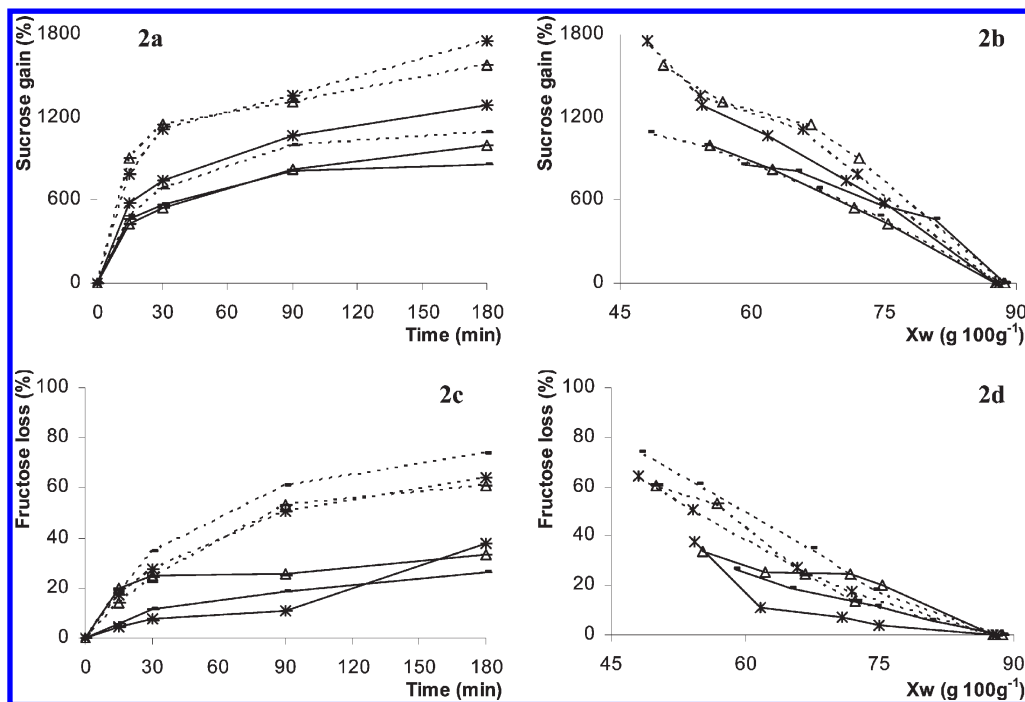 Sucrose gain (%)
1800
1200
600
0
2a
0 30 60 90 120 150 180
Time (min)
Sucrose gain (%)
1800
1200
600
0
2b
45 60 75 90
Xw (g 100g⁻¹)
Fructose loss (%)
100
80
60
40
20
0
2c
0 30 60 90 120 150 180
Time (min)
Fructose loss (%)
100
80
60
40
20
0
2d
45 60 75 90
Xw (g 100g⁻¹)